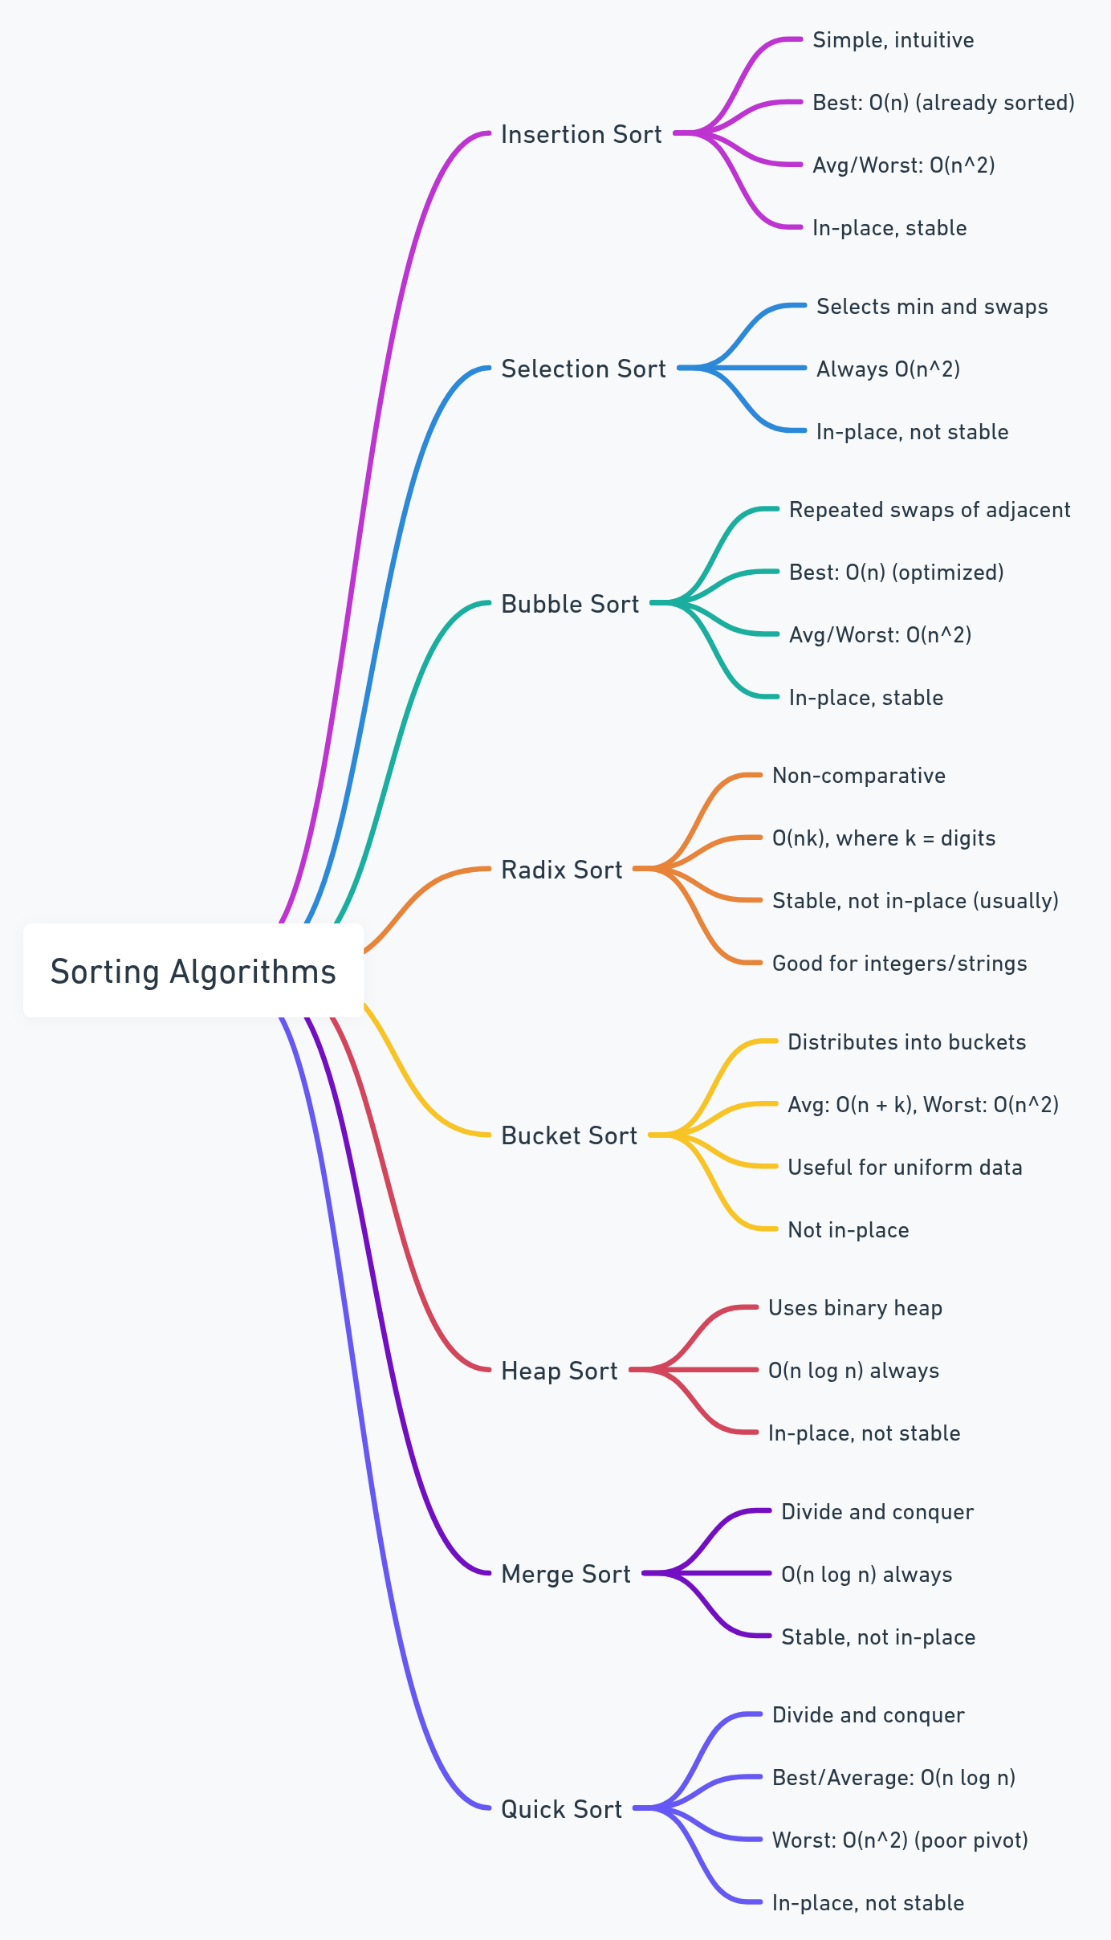 Sorting Algorithms
Insertion Sort
Simple, intuitive
Best: O(n) (already sorted)
Avg/Worst: O(n^2)
In-place, stable
Selection Sort
Selects min and swaps
Always O(n^2)
In-place, not stable
Bubble Sort
Repeated swaps of adjacent
Best: O(n) (optimized)
Avg/Worst: O(n^2)
In-place, stable
Radix Sort
Non-comparative
O(nk), where k = digits
Stable, not in-place (usually)
Good for integers/strings
Bucket Sort
Distributes into buckets
Avg: O(n + k), Worst: O(n^2)
Useful for uniform data
Not in-place
Heap Sort
Uses binary heap
O(n log n) always
In-place, not stable
Merge Sort
Divide and conquer
O(n log n) always
Stable, not in-place
Quick Sort
Divide and conquer
Best/Average: O(n log n)
Worst: O(n^2) (poor pivot)
In-place, not stable